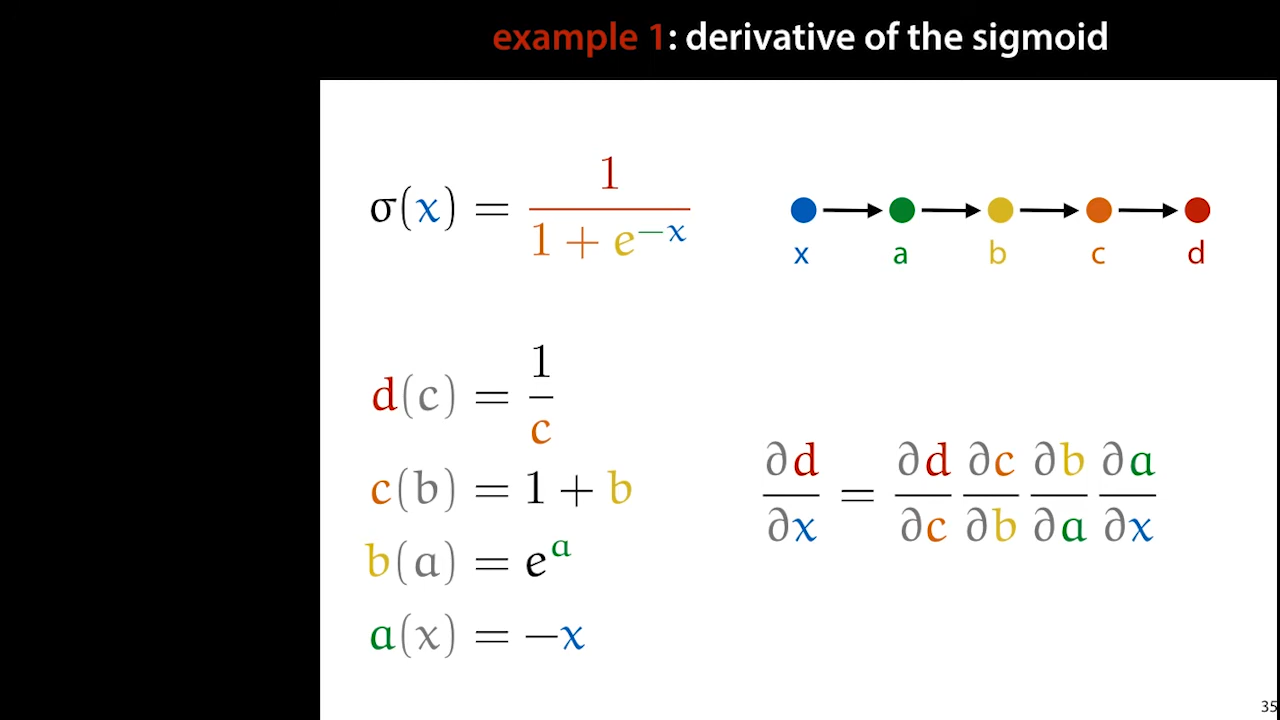 example 1: derivative of the sigmoid
σ(x) = 1 / (1 + e^{−x})
x a b c d
d(c) = 1/c
c(b) = 1 + b
∂d/∂x = ∂d/∂c ∂c/∂b ∂b/∂a ∂a/∂x
b(a) = e^a
a(x) = −x
35